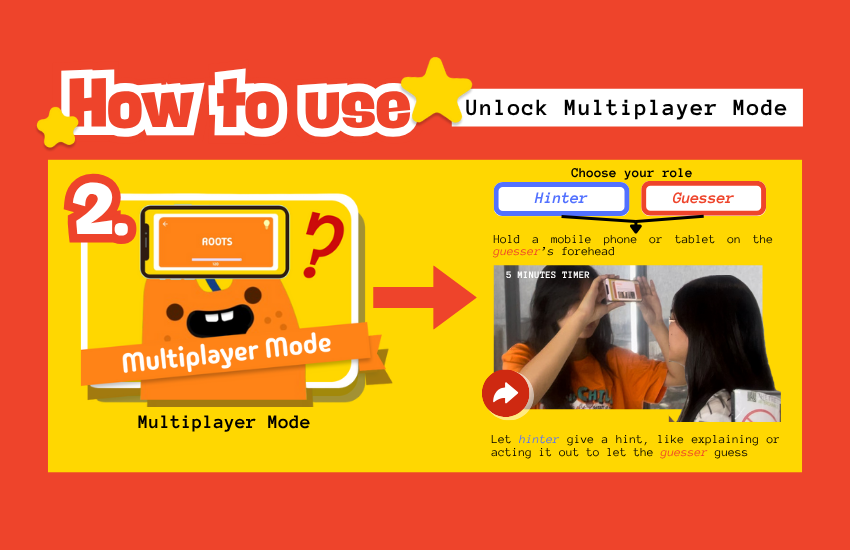 How to use
Unlock Multiplayer Mode
2.
ROOTS
?
Multiplayer Mode
Multiplayer Mode
Choose your role
Hinter
Guesser
Hold a mobile phone or tablet on the
guesser's forehead
5 MINUTES TIMER
Let hinter give a hint, like explaining or
acting it out to let the guesser guess